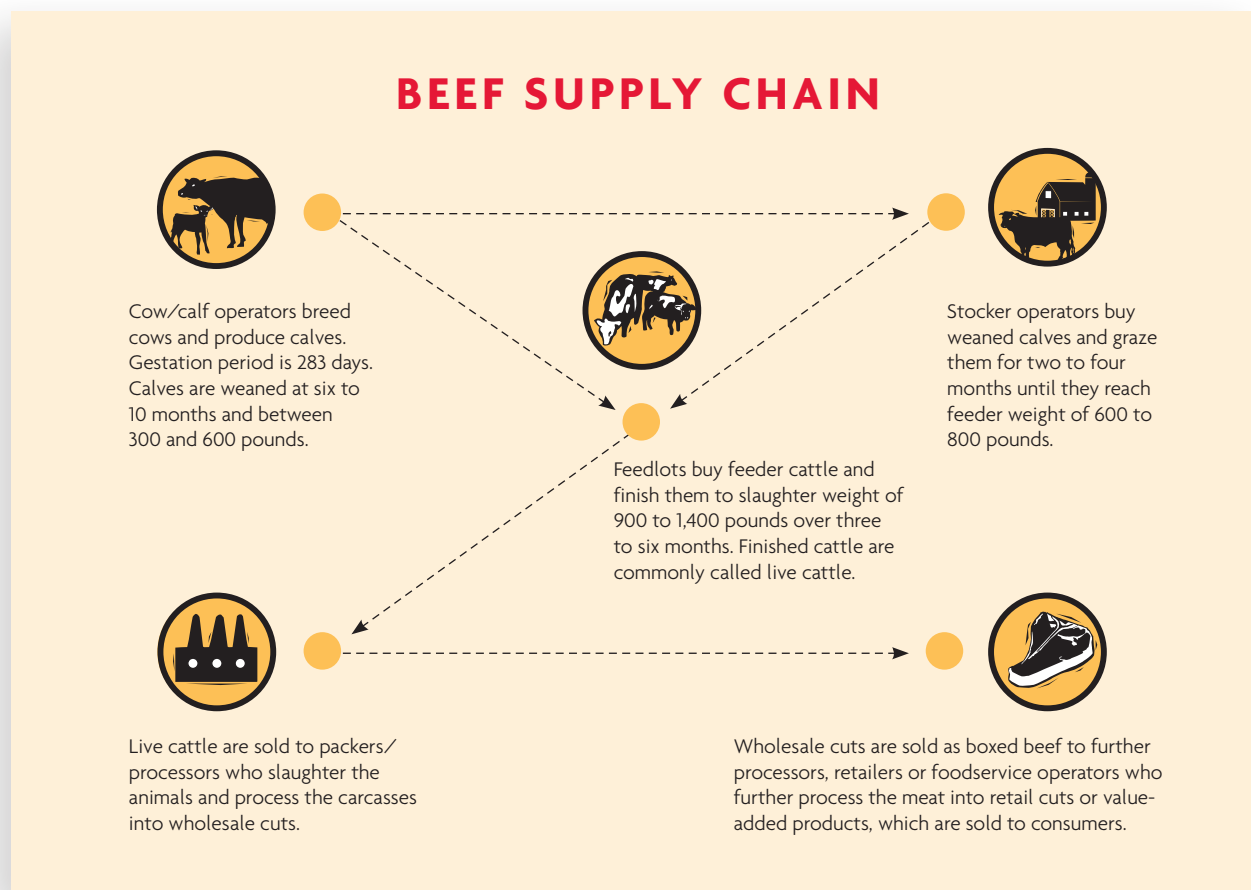 BEEF SUPPLY CHAIN
Cow/calf operators breed
cows and produce calves.
Gestation period is 283 days.
Calves are weaned at six to
10 months and between
300 and 600 pounds.
Stocker operators buy
weaned calves and graze
them for two to four
months until they reach
feeder weight of 600 to
800 pounds.
Feedlots buy feeder cattle and
finish them to slaughter weight of
900 to 1,400 pounds over three
to six months. Finished cattle are
commonly called live cattle.
Live cattle are sold to packers/
processors who slaughter the
animals and process the carcasses
into wholesale cuts.
Wholesale cuts are sold as boxed beef to further
processors, retailers or foodservice operators who
further process the meat into retail cuts or value-
added products, which are sold to consumers.